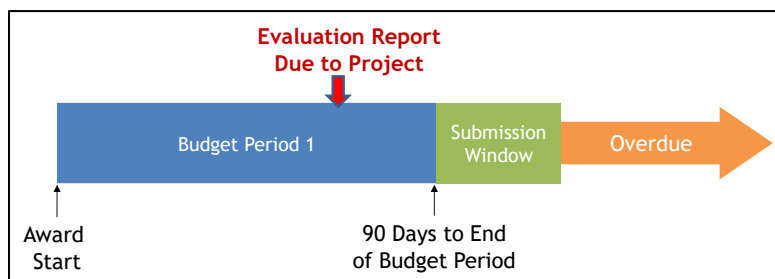 Evaluation Report
Due to Project
Budget Period 1
Submission
Window
Overdue
Award
Start
90 Days to End
of Budget Period